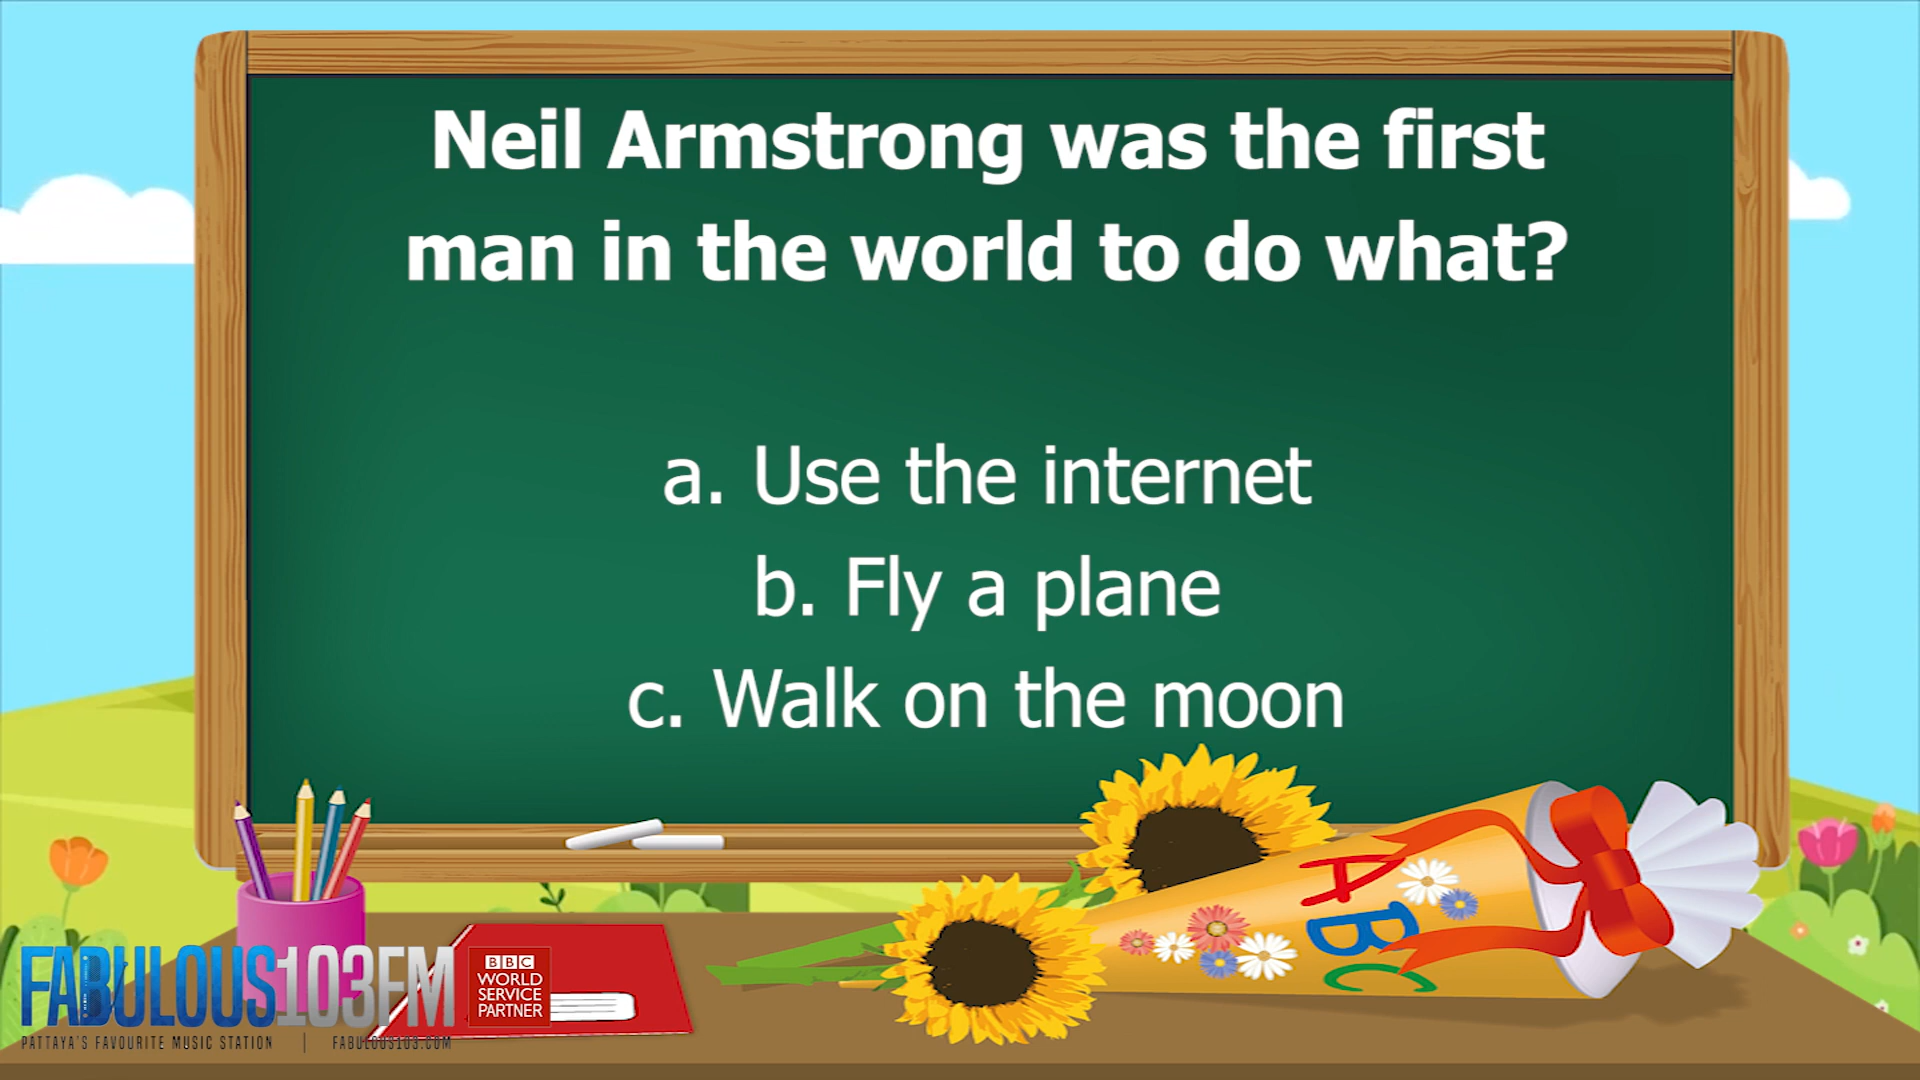 Neil Armstrong was the first
man in the world to do what?
a. Use the internet
b. Fly a plane
c. Walk on the moon
ABC
FABULOUS103FM
PATTAYA'S FAVOURITE MUSIC STATION | FABULOUS103.COM
BBC
WORLD
SERVICE
PARTNER